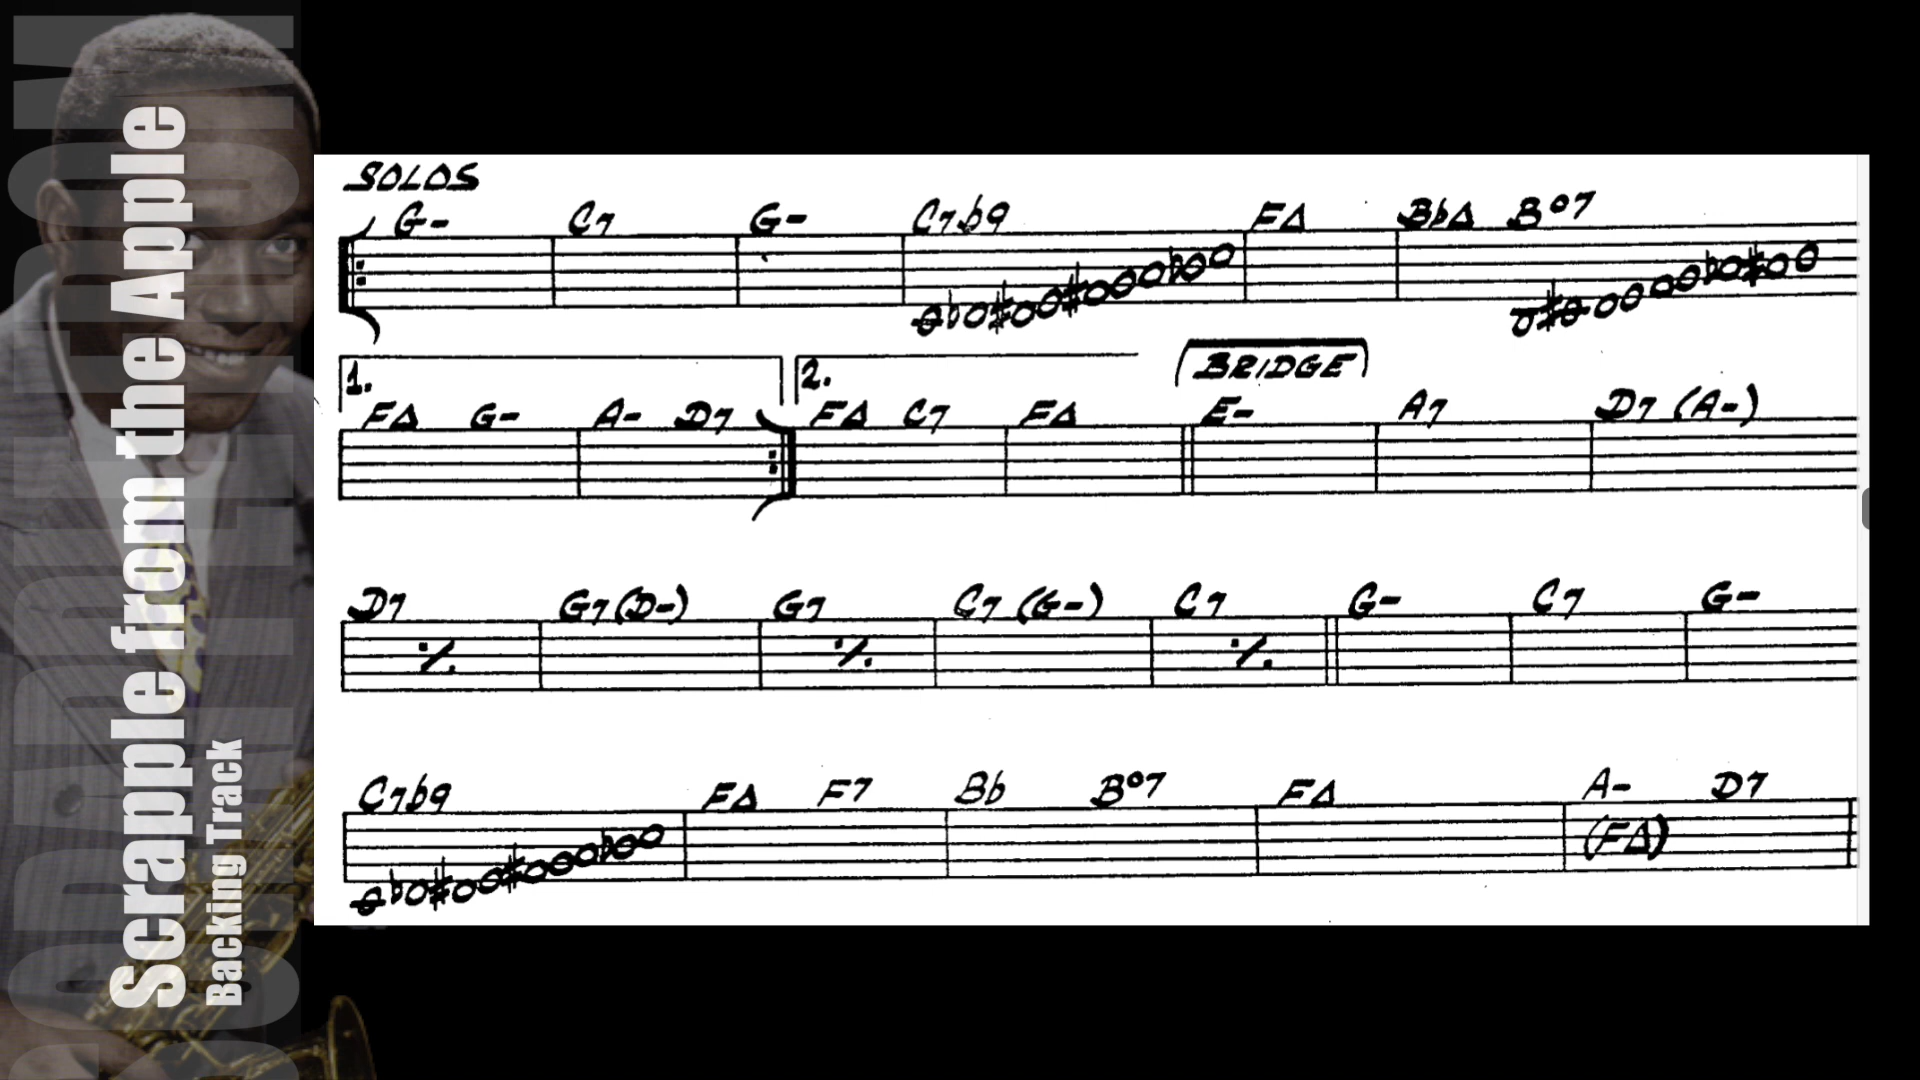 Scrapple from the Apple
Backing Track
SOLOS
G- C7 G- C7b9 FΔ BbΔ B°7
1. 2. BRIDGE
FΔ G- A- D7 FΔ C7 FΔ E- A7 D7 (A-)
D7 G7(D-) G7 C7 (G-) C7 G- C7 G-
C7b9 FΔ F7 Bb B°7 FΔ A- D7
(FΔ)